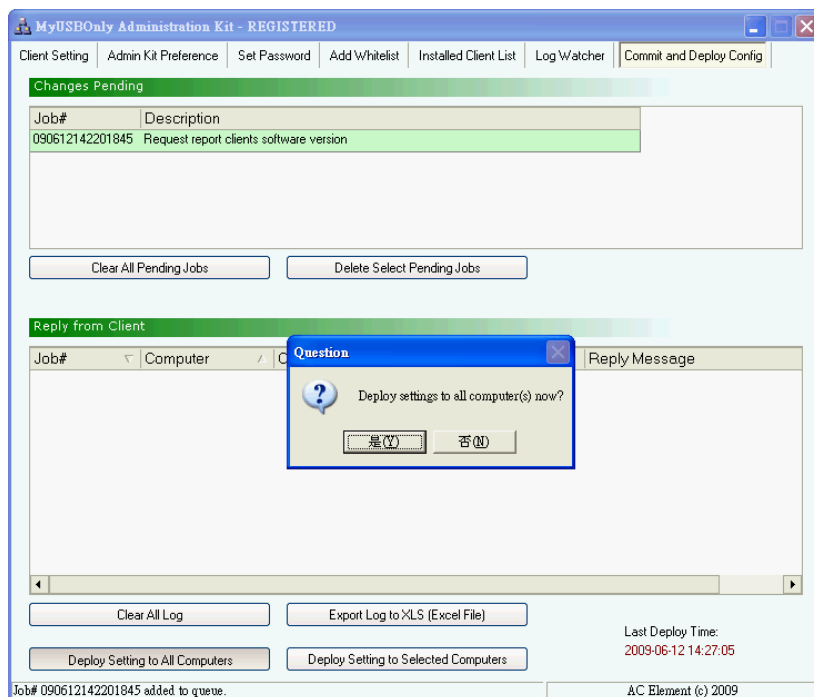 MyUSBOnly Administration Kit - REGISTERED
Client Setting Admin Kit Preference Set Password Add Whitelist Installed Client List Log Watcher Commit and Deploy Config
Changes Pending
Job# Description
090612142201845 Request report clients software version
Clear All Pending Jobs Delete Select Pending Jobs
Reply from Client
Job# Computer C Reply Message
Question
Deploy settings to all computer(s) now?
是(Y) 否(N)
Clear All Log Export Log to XLS (Excel File)
Last Deploy Time:
2009-06-12 14:27:05
Deploy Setting to All Computers Deploy Setting to Selected Computers
Job# 090612142201845 added to queue. AC Element (c) 2009